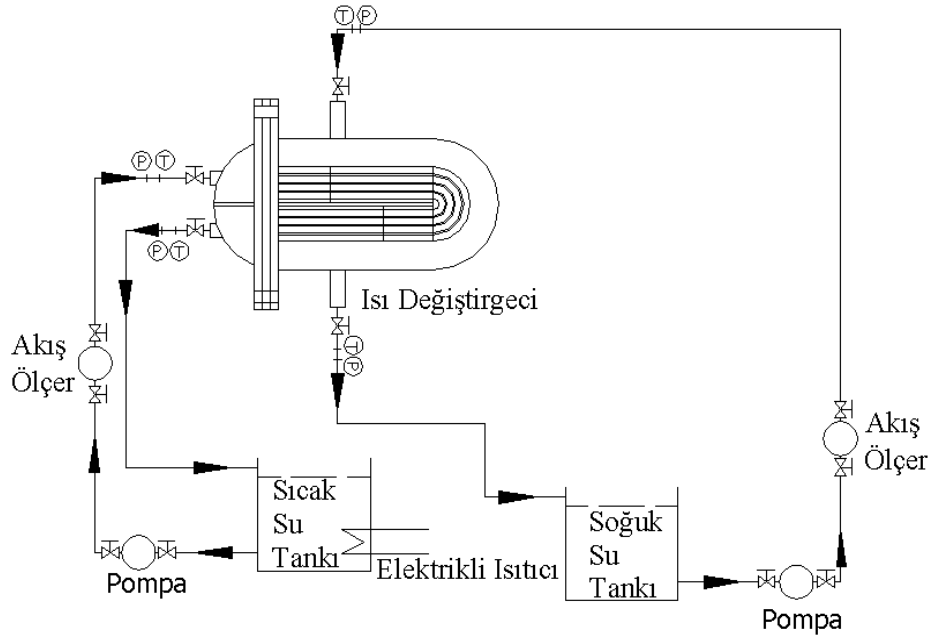 T P
P T
P T
Isı Değiştirgeci
T
P
Akış
Ölçer
Akış
Ölçer
Sıcak
Su
Tankı
Elektrikli Isıtıcı
Soğuk
Su
Tankı
Pompa
Pompa